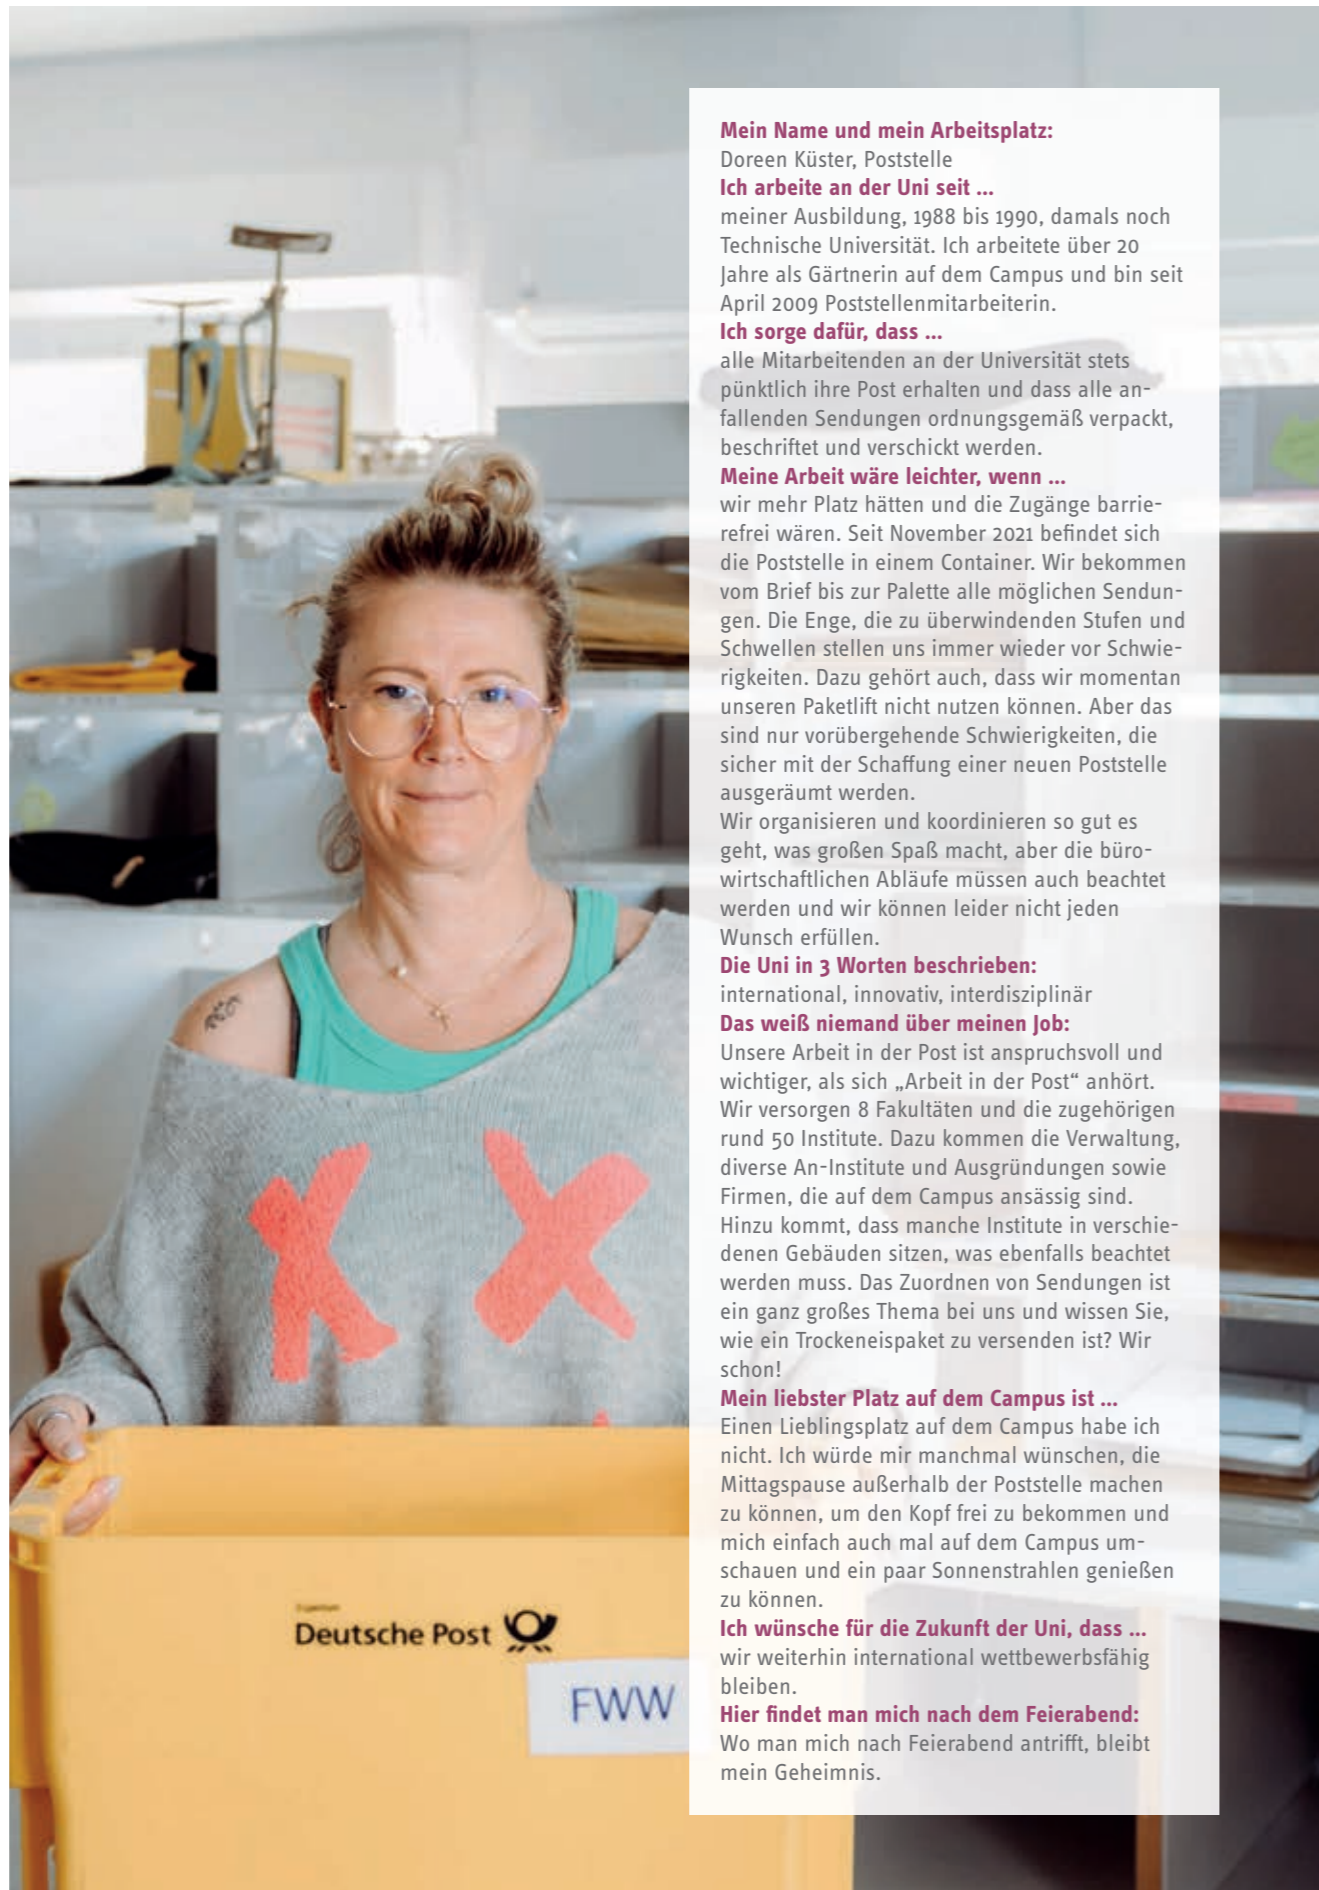 Mein Name und mein Arbeitsplatz:
Doreen Küster, Poststelle
Ich arbeite an der Uni seit ...
meiner Ausbildung, 1988 bis 1990, damals noch
Technische Universität. Ich arbeitete über 20
Jahre als Gärtnerin auf dem Campus und bin seit
April 2009 Poststellenmitarbeiterin.
Ich sorge dafür, dass ...
alle Mitarbeitenden an der Universität stets
pünktlich ihre Post erhalten und dass alle an-
fallenden Sendungen ordnungsgemäß verpackt,
beschriftet und verschickt werden.
Meine Arbeit wäre leichter, wenn ...
wir mehr Platz hätten und die Zugänge barrie-
refrei wären. Seit November 2021 befindet sich
die Poststelle in einem Container. Wir bekommen
vom Brief bis zur Palette alle möglichen Sendun-
gen. Die Enge, die zu überwindenden Stufen und
Schwellen stellen uns immer wieder vor Schwie-
rigkeiten. Dazu gehört auch, dass wir momentan
unseren Paketlift nicht nutzen können. Aber das
sind nur vorübergehende Schwierigkeiten, die
sicher mit der Schaffung einer neuen Poststelle
ausgeräumt werden.
Wir organisieren und koordinieren so gut es
geht, was großen Spaß macht, aber die büro-
wirtschaftlichen Abläufe müssen auch beachtet
werden und wir können leider nicht jeden
Wunsch erfüllen.
Die Uni in 3 Worten beschrieben:
international, innovativ, interdisziplinär
Das weiß niemand über meinen Job:
Unsere Arbeit in der Post ist anspruchsvoll und
wichtiger, als sich „Arbeit in der Post“ anhört.
Wir versorgen 8 Fakultäten und die zugehörigen
rund 50 Institute. Dazu kommen die Verwaltung,
diverse An-Institute und Ausgründungen sowie
Firmen, die auf dem Campus ansässig sind.
Hinzu kommt, dass manche Institute in verschie-
denen Gebäuden sitzen, was ebenfalls beachtet
werden muss. Das Zuordnen von Sendungen ist
ein ganz großes Thema bei uns und wissen Sie,
wie ein Trockeneispaket zu versenden ist? Wir
schon!
Mein liebster Platz auf dem Campus ist ...
Einen Lieblingsplatz auf dem Campus habe ich
nicht. Ich würde mir manchmal wünschen, die
Mittagspause außerhalb der Poststelle machen
zu können, um den Kopf frei zu bekommen und
mich einfach auch mal auf dem Campus um-
schauen und ein paar Sonnenstrahlen genießen
zu können.
Ich wünsche für die Zukunft der Uni, dass ...
wir weiterhin international wettbewerbsfähig
bleiben.
Hier findet man mich nach dem Feierabend:
Wo man mich nach Feierabend antrifft, bleibt
mein Geheimnis.
Deutsche Post
FWW